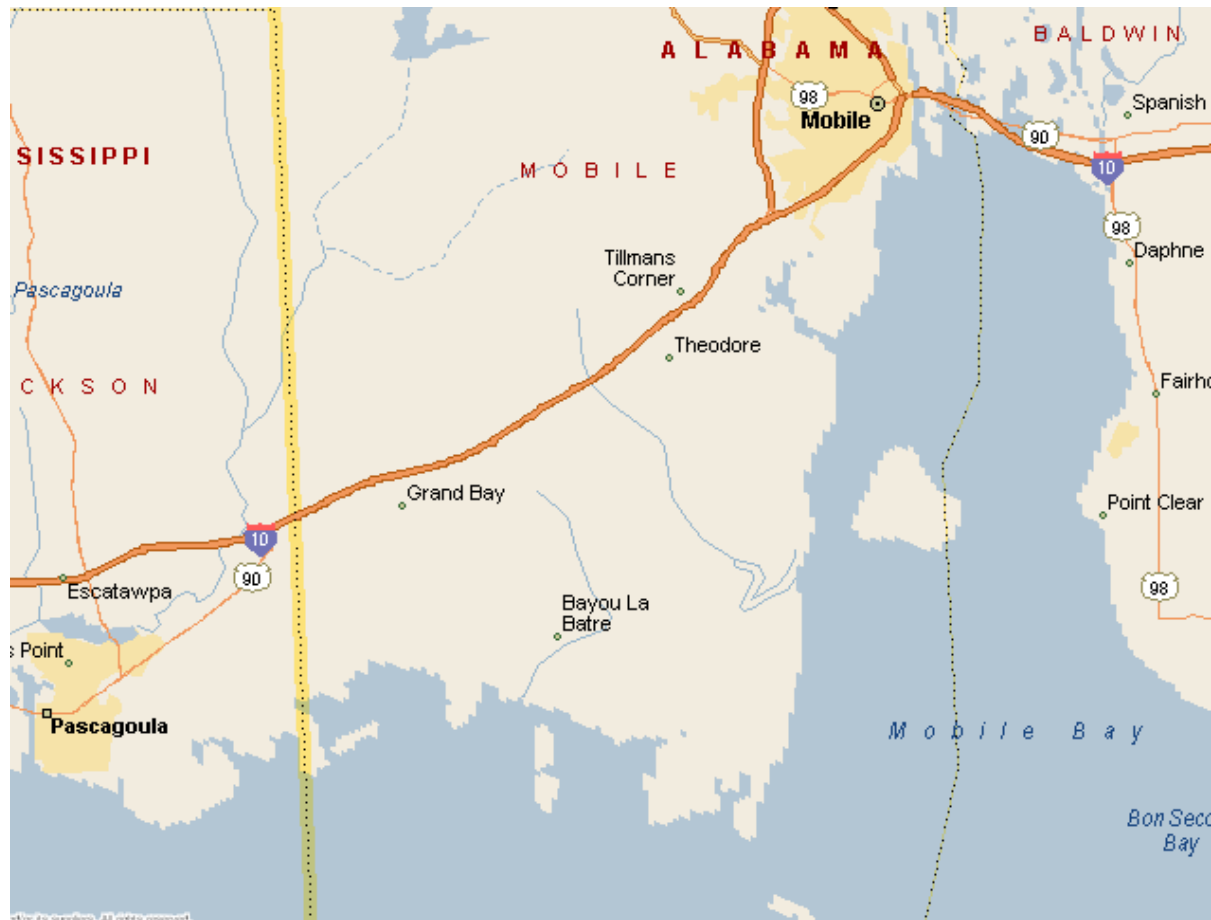 ALABAMA
BALDWIN
98
Mobile
Spanish
90
SISSIPPI
MOBILE
10
98
Daphne
Tillmans
Corner
Pascagoula
Theodore
CKSON
Fairho
Grand Bay
Point Clear
10
90
Escatawpa
98
Bayou La
Batre
s Point
Pascagoula
Mobile Bay
Bon Seco
Bay